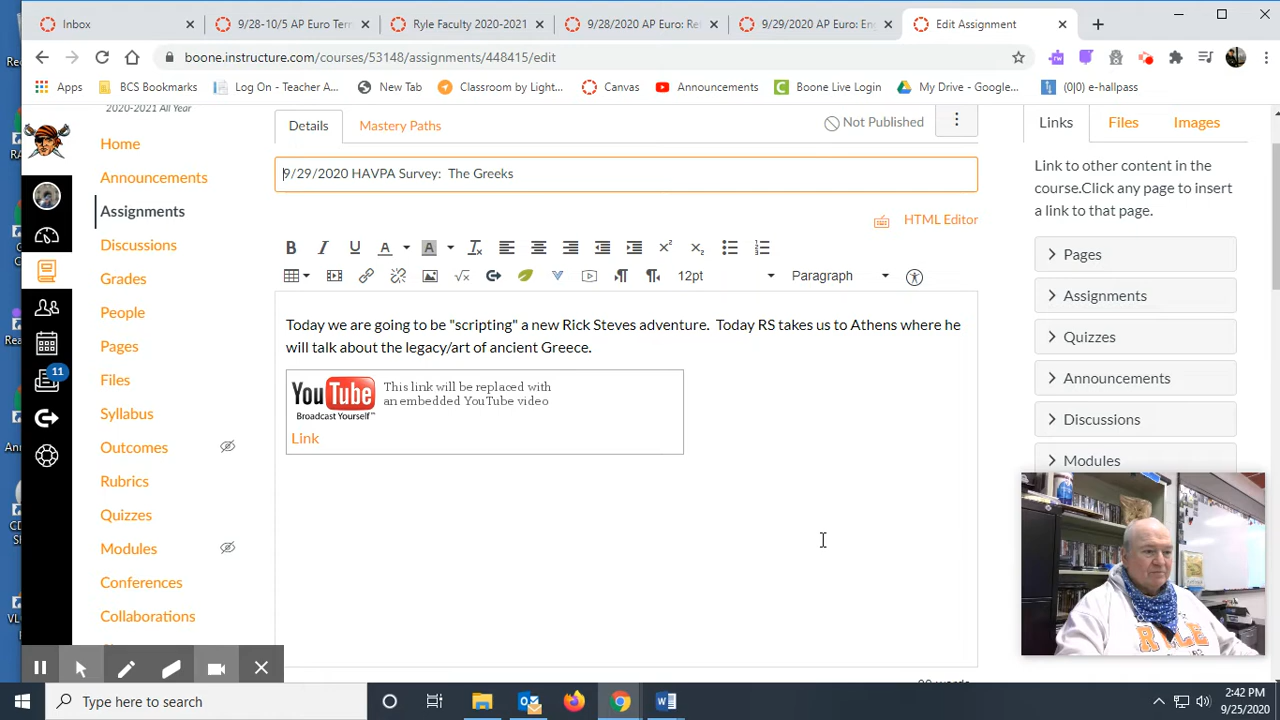 Inbox
9/28-10/5 AP Euro Term
Ryle Faculty 2020-2021
9/28/2020 AP Euro: Re
9/29/2020 AP Euro: En
Edit Assignment
boone.instructure.com/courses/53148/assignments/448415/edit
Apps
BCS Bookmarks
Log On - Teacher A...
New Tab
Classroom by Light...
Canvas
Announcements
Boone Live Login
My Drive - Google...
(0|0) e-hallpass
2020-2021 All Year
Home
Announcements
Assignments
Discussions
Grades
People
Pages
Files
Syllabus
Outcomes
Rubrics
Quizzes
Modules
Conferences
Collaborations
11
Details
Mastery Paths
Not Published
9/29/2020 HAVPA Survey: The Greeks
HTML Editor
12pt
Paragraph
Today we are going to be "scripting" a new Rick Steves adventure. Today RS takes us to Athens where he
will talk about the legacy/art of ancient Greece.
YouTube
Broadcast Yourself™
This link will be replaced with
an embedded YouTube video
Link
Links
Files
Images
Link to other content in the
course.Click any page to insert
a link to that page.
Pages
Assignments
Quizzes
Announcements
Discussions
Modules
RYLE
Type here to search
2:42 PM
9/25/2020